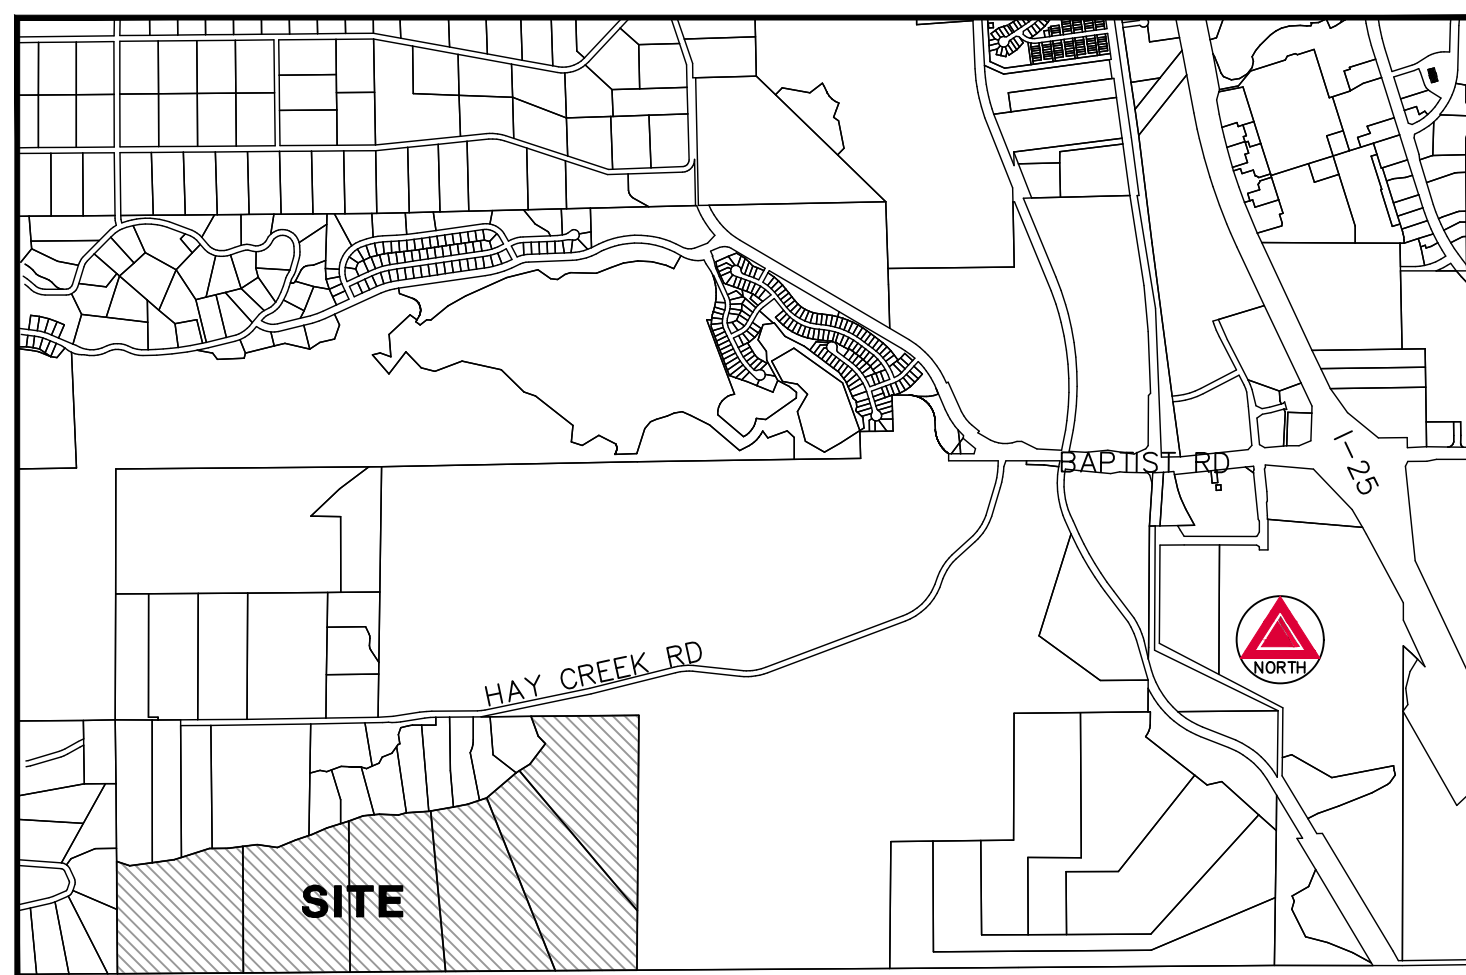 BAPTIST RD
I-25
NORTH
HAY CREEK RD
SITE